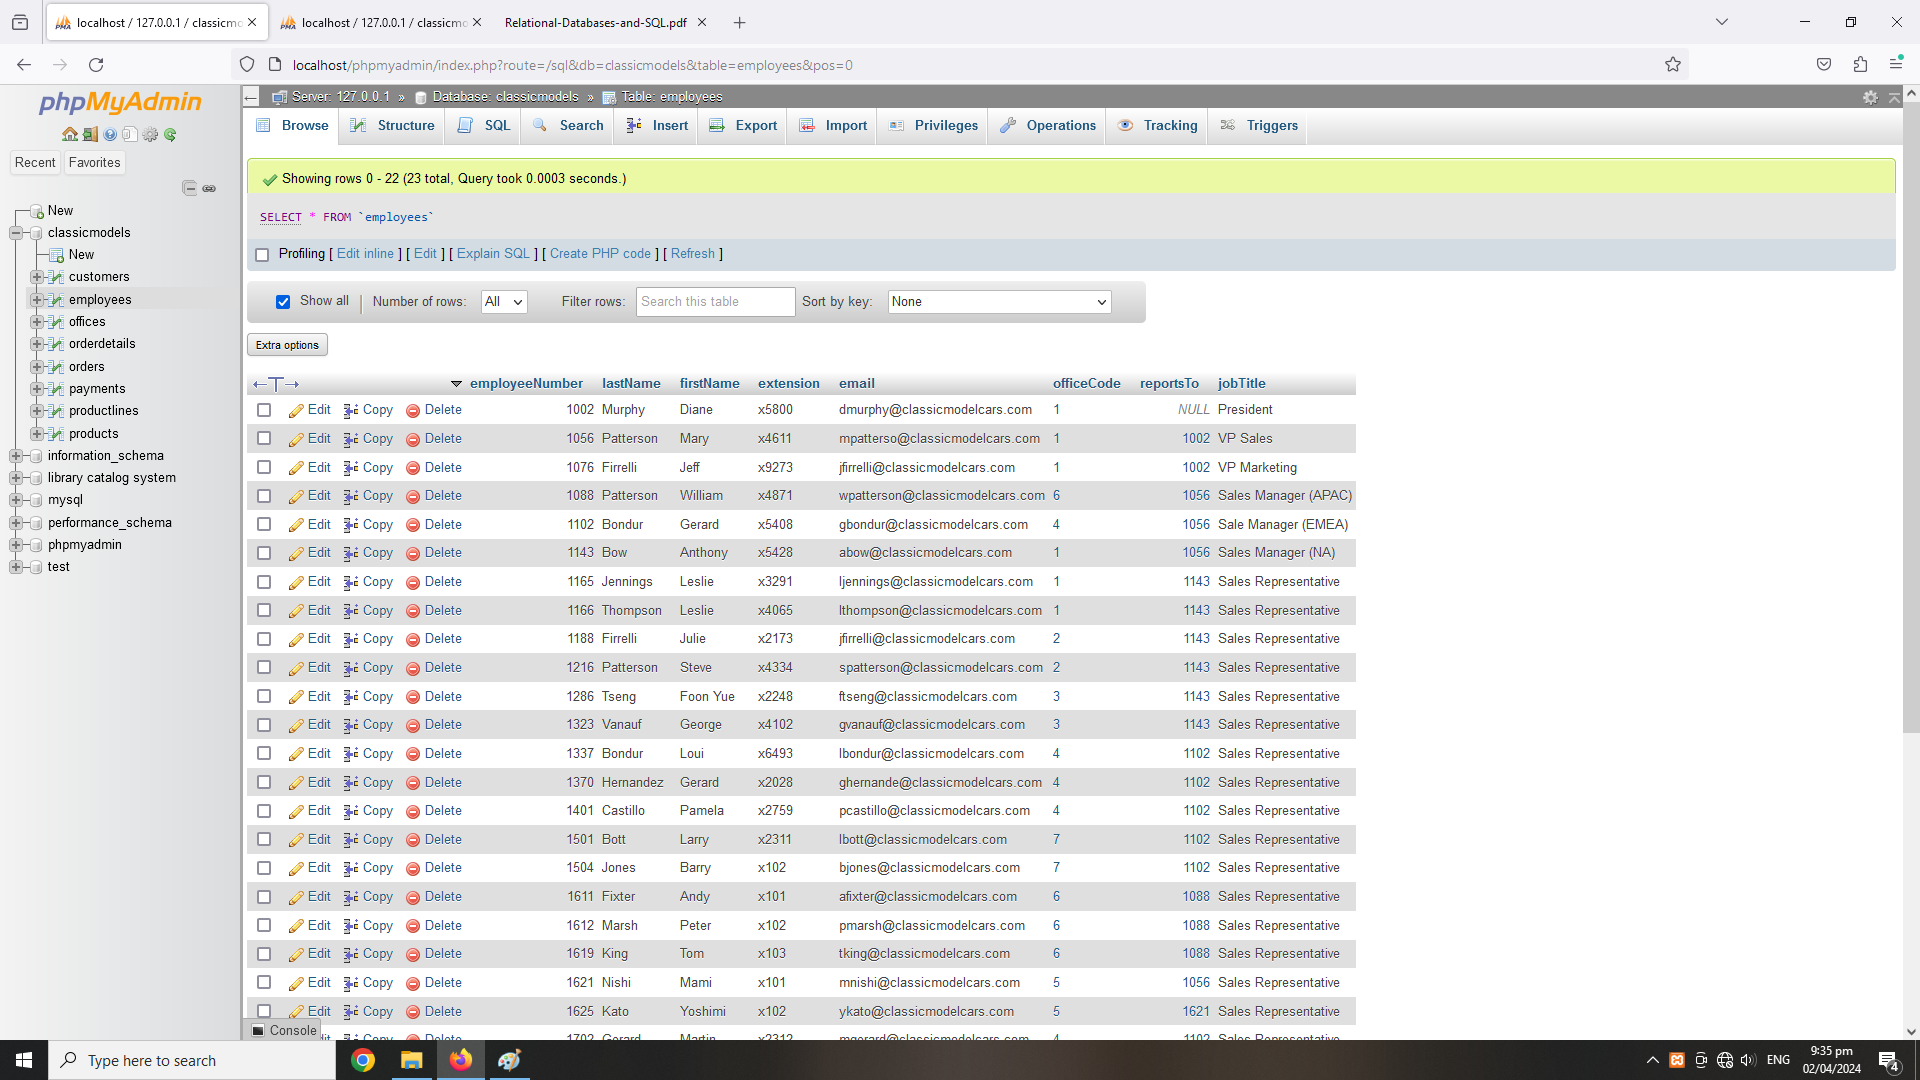 localhost / 127.0.0.1 / classicmo
localhost / 127.0.0.1 / classicmo
Relational-Databases-and-SQL.pdf
localhost/phpmyadmin/index.php?route=/sql&db=classicmodels&table=employees&pos=0
phpMyAdmin
Recent Favorites
New
classicmodels
New
customers
employees
offices
orderdetails
orders
payments
productlines
products
information_schema
library catalog system
mysql
performance_schema
phpmyadmin
test
Server: 127.0.0.1 » Database: classicmodels » Table: employees
Browse Structure SQL Search Insert Export Import Privileges Operations Tracking Triggers
Showing rows 0 - 22 (23 total, Query took 0.0003 seconds.)
SELECT * FROM `employees`
Profiling [ Edit inline ] [ Edit ] [ Explain SQL ] [ Create PHP code ] [ Refresh ]
Show all Number of rows: All Filter rows: Search this table Sort by key: None
Extra options
employeeNumber lastName firstName extension email officeCode reportsTo jobTitle
Edit Copy Delete 1002 Murphy Diane x5800 dmurphy@classicmodelcars.com 1 NULL President
Edit Copy Delete 1056 Patterson Mary x4611 mpatterso@classicmodelcars.com 1 1002 VP Sales
Edit Copy Delete 1076 Firrelli Jeff x9273 jfirrelli@classicmodelcars.com 1 1002 VP Marketing
Edit Copy Delete 1088 Patterson William x4871 wpatterson@classicmodelcars.com 6 1056 Sales Manager (APAC)
Edit Copy Delete 1102 Bondur Gerard x5408 gbondur@classicmodelcars.com 4 1056 Sale Manager (EMEA)
Edit Copy Delete 1143 Bow Anthony x5428 abow@classicmodelcars.com 1 1056 Sales Manager (NA)
Edit Copy Delete 1165 Jennings Leslie x3291 ljennings@classicmodelcars.com 1 1143 Sales Representative
Edit Copy Delete 1166 Thompson Leslie x4065 lthompson@classicmodelcars.com 1 1143 Sales Representative
Edit Copy Delete 1188 Firrelli Julie x2173 jfirrelli@classicmodelcars.com 2 1143 Sales Representative
Edit Copy Delete 1216 Patterson Steve x4334 spatterson@classicmodelcars.com 2 1143 Sales Representative
Edit Copy Delete 1286 Tseng Foon Yue x2248 ftseng@classicmodelcars.com 3 1143 Sales Representative
Edit Copy Delete 1323 Vanauf George x4102 gvanauf@classicmodelcars.com 3 1143 Sales Representative
Edit Copy Delete 1337 Bondur Loui x6493 lbondur@classicmodelcars.com 4 1102 Sales Representative
Edit Copy Delete 1370 Hernandez Gerard x2028 ghernande@classicmodelcars.com 4 1102 Sales Representative
Edit Copy Delete 1401 Castillo Pamela x2759 pcastillo@classicmodelcars.com 4 1102 Sales Representative
Edit Copy Delete 1501 Bott Larry x2311 lbott@classicmodelcars.com 7 1102 Sales Representative
Edit Copy Delete 1504 Jones Barry x102 bjones@classicmodelcars.com 7 1102 Sales Representative
Edit Copy Delete 1611 Fixter Andy x101 afixter@classicmodelcars.com 6 1088 Sales Representative
Edit Copy Delete 1612 Marsh Peter x102 pmarsh@classicmodelcars.com 6 1088 Sales Representative
Edit Copy Delete 1619 King Tom x103 tking@classicmodelcars.com 6 1088 Sales Representative
Edit Copy Delete 1621 Nishi Mami x101 mnishi@classicmodelcars.com 5 1056 Sales Representative
Edit Copy Delete 1625 Kato Yoshimi x102 ykato@classicmodelcars.com 5 1621 Sales Representative
Copy Delete 1702 Gerard Martin x2312 mgerard@classicmodelcars.com 4 1102 Sales Representative
Console
Type here to search
ENG
9:35 pm
02/04/2024
4